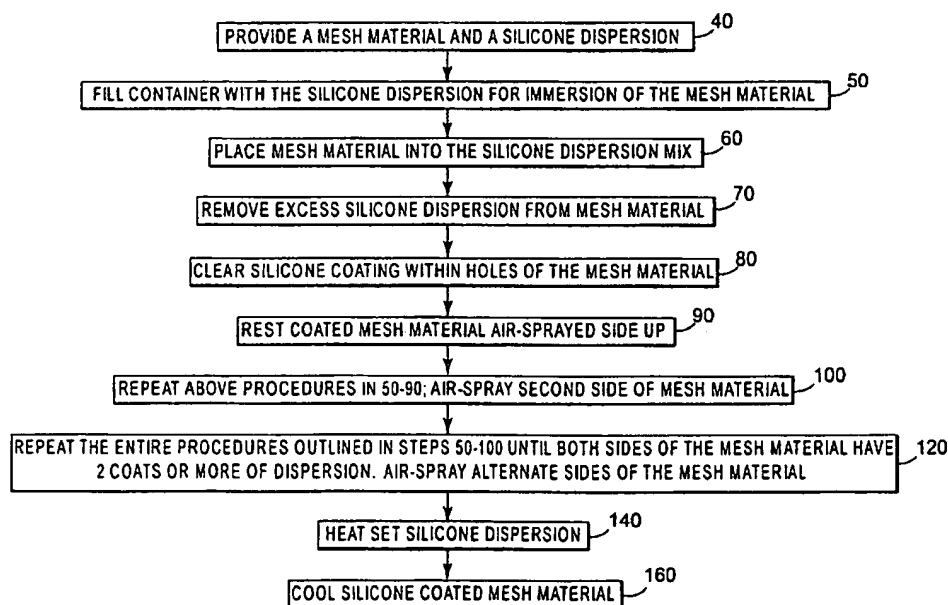 PROVIDE A MESH MATERIAL AND A SILICONE DISPERSION 40
FILL CONTAINER WITH THE SILICONE DISPERSION FOR IMMERSION OF THE MESH MATERIAL 50
PLACE MESH MATERIAL INTO THE SILICONE DISPERSION MIX 60
REMOVE EXCESS SILICONE DISPERSION FROM MESH MATERIAL 70
CLEAR SILICONE COATING WITHIN HOLES OF THE MESH MATERIAL 80
REST COATED MESH MATERIAL AIR-SPRAYED SIDE UP 90
REPEAT ABOVE PROCEDURES IN 50-90; AIR-SPRAY SECOND SIDE OF MESH MATERIAL 100
REPEAT THE ENTIRE PROCEDURES OUTLINED IN STEPS 50-100 UNTIL BOTH SIDES OF THE MESH MATERIAL HAVE
2 COATS OR MORE OF DISPERSION. AIR-SPRAY ALTERNATE SIDES OF THE MESH MATERIAL 120
HEAT SET SILICONE DISPERSION 140
COOL SILICONE COATED MESH MATERIAL 160